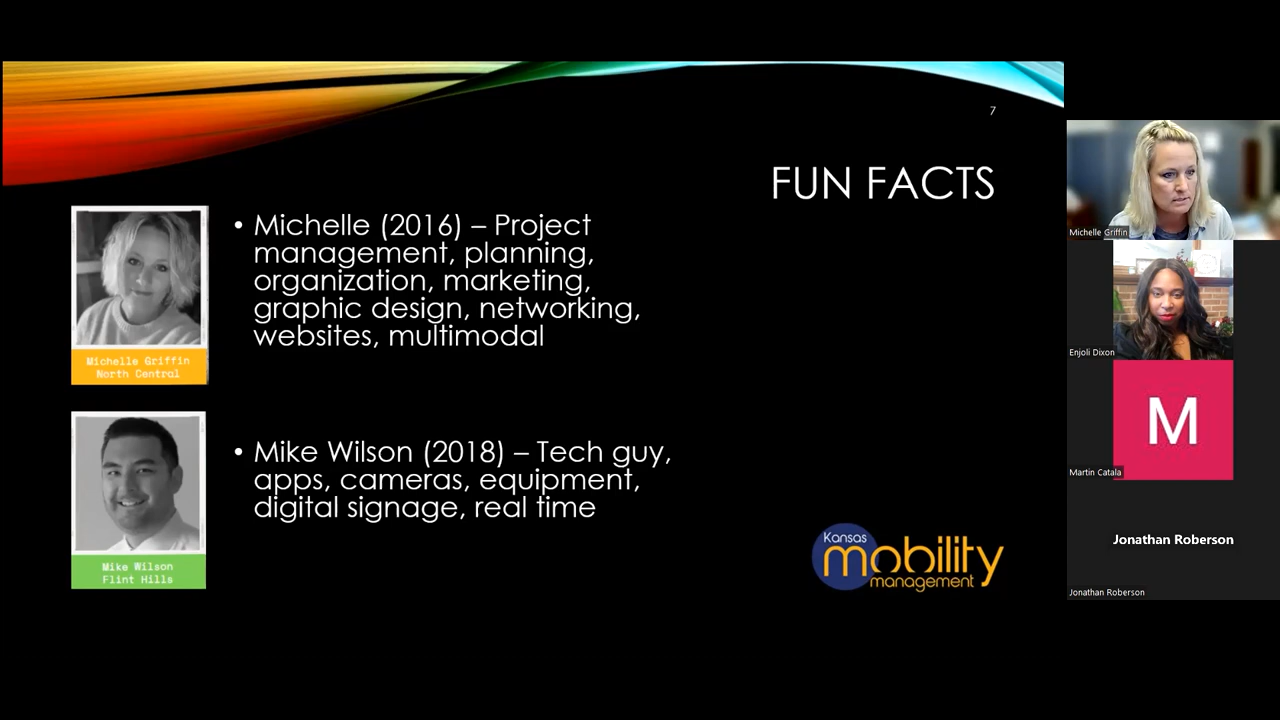 7
FUN FACTS
• Michelle (2016) – Project
management, planning,
organization, marketing,
graphic design, networking,
websites, multimodal
Michelle Griffin
North Central
• Mike Wilson (2018) – Tech guy,
apps, cameras, equipment,
digital signage, real time
Mike Wilson
Flint Hills
Kansas
mobility
management
Michelle Griffin
Enjoli Dixon
M
Martin Catala
Jonathan Roberson
Jonathan Roberson